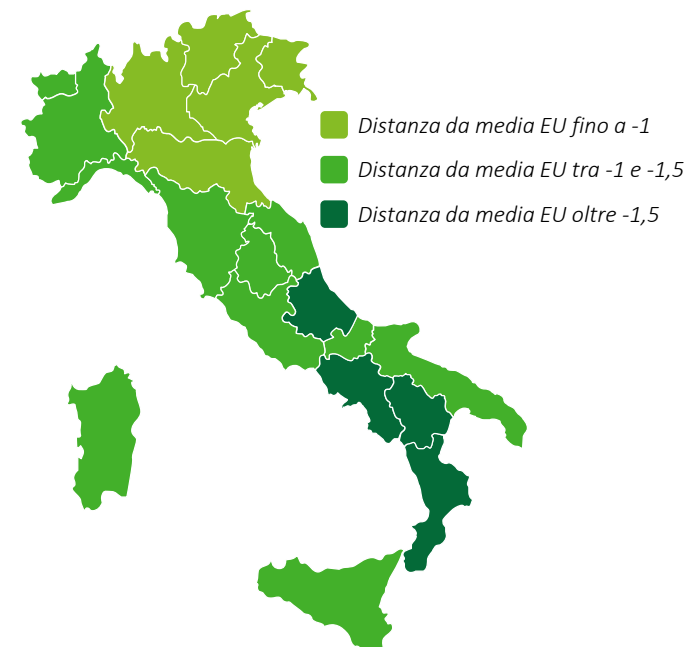 Distanza da media EU fino a -1
Distanza da media EU tra -1 e -1,5
Distanza da media EU oltre -1,5